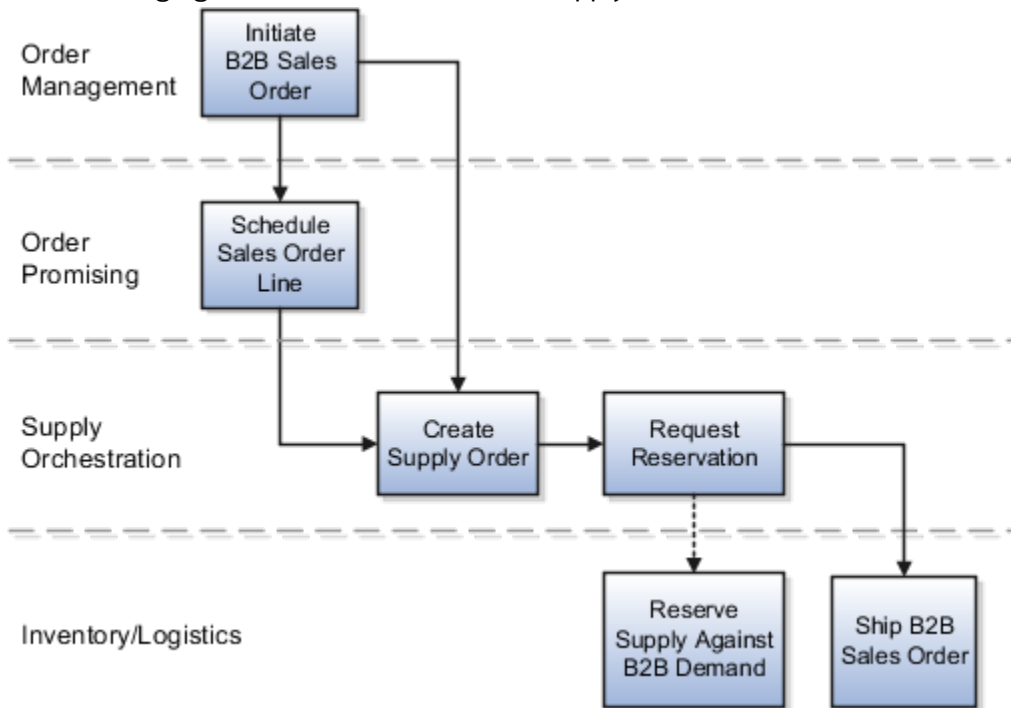 Initiate
B2B Sales
Order
Order
Management
Schedule
Sales Order
Line
Order
Promising
Create
Supply Order
Request
Reservation
Supply
Orchestration
Reserve
Supply Against
B2B Demand
Ship B2B
Sales Order
Inventory/Logistics